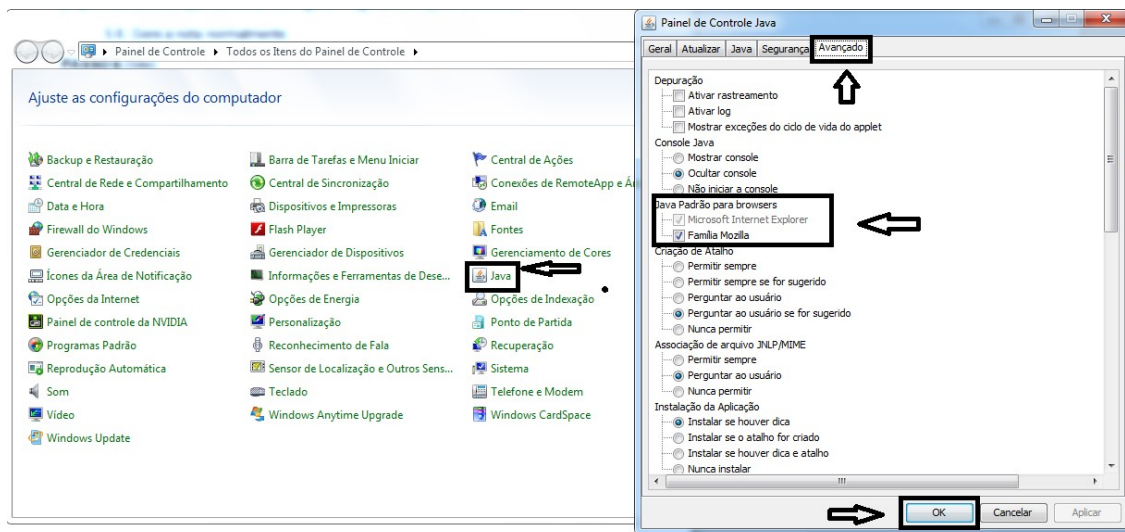 Painel de Controle ▸ Todos os Itens do Painel de Controle ▸
Ajuste as configurações do computador
Backup e Restauração
Central de Rede e Compartilhamento
Data e Hora
Firewall do Windows
Gerenciador de Credenciais
Ícones da Área de Notificação
Opções da Internet
Painel de controle da NVIDIA
Programas Padrão
Reprodução Automática
Som
Vídeo
Windows Update
Barra de Tarefas e Menu Iniciar
Central de Sincronização
Dispositivos e Impressoras
Flash Player
Gerenciador de Dispositivos
Informações e Ferramentas de Dese...
Opções de Energia
Personalização
Reconhecimento de Fala
Sensor de Localização e Outros Sens...
Teclado
Windows Anytime Upgrade
Central de Ações
Conexões de RemoteApp e Ár
Email
Fontes
Gerenciamento de Cores
Java
Opções de Indexação
Ponto de Partida
Recuperação
Sistema
Telefone e Modem
Windows CardSpace
Painel de Controle Java
Geral Atualizar Java Segurança Avançado
Depuração
Ativar rastreamento
Ativar log
Mostrar exceções do ciclo de vida do applet
Console Java
Mostrar console
Ocultar console
Não iniciar a console
Java Padrão para browsers
Microsoft Internet Explorer
Família Mozilla
Criação de Atalho
Permitir sempre
Permitir sempre se for sugerido
Perguntar ao usuário
Perguntar ao usuário se for sugerido
Nunca permitir
Associação de arquivo JNLP/MIME
Permitir sempre
Perguntar ao usuário
Nunca permitir
Instalação da Aplicação
Instalar se houver dica
Instalar se o atalho for criado
Instalar se houver dica e atalho
Nunca instalar
OK Cancelar Aplicar